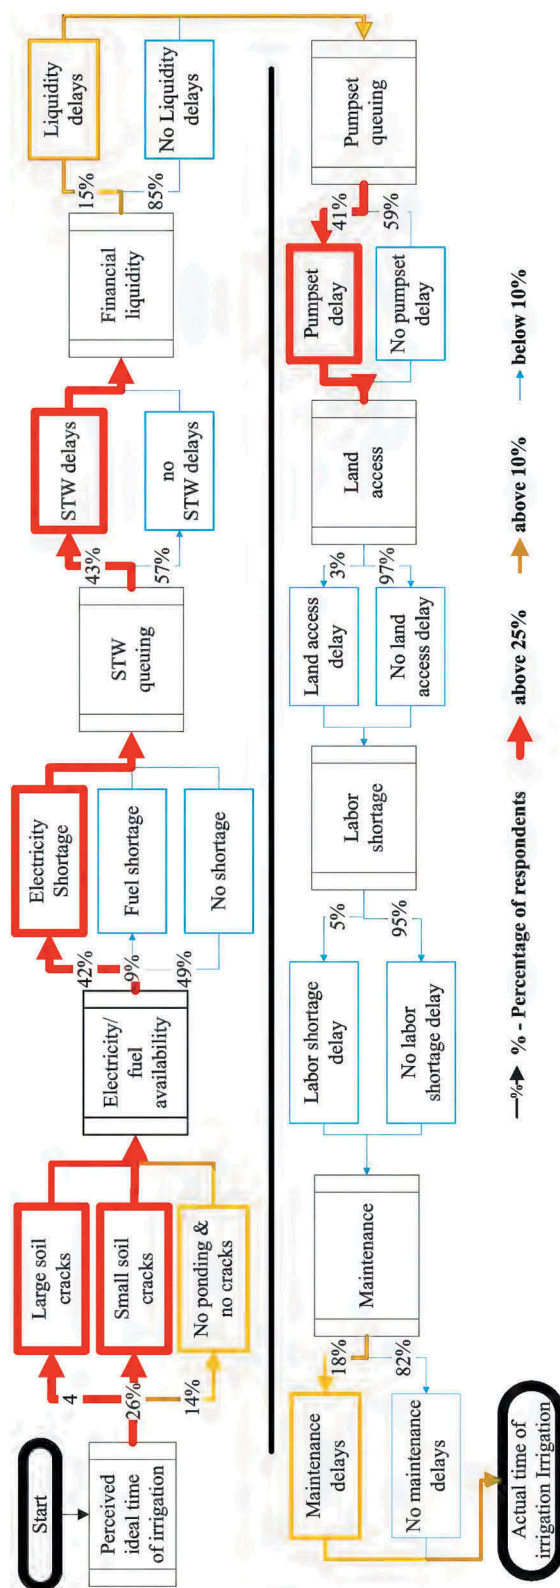 Start
Perceived
ideal time
of irrigation
4
26%
14%
Large soil
cracks
Small soil
cracks
No ponding &
no cracks
Electricity/
fuel
availability
42%
9%
49%
Electricity
Shortage
Fuel shortage
No shortage
STW
queuing
43%
57%
STW delays
no
STW delays
Financial
liquidity
15%
85%
Liquidity
delays
No Liquidity
delays
Pumpset
queuing
41%
59%
Pumpset
delay
No pumpset
delay
Land
access
3%
97%
Land access
delay
No land
access delay
Labor
shortage
5%
95%
Labor shortage
delay
No labor
shortage delay
Maintenance
18%
82%
Maintenance
delays
No maintenance
delays
Actual time of
irrigation Irrigation
% % - Percentage of respondents
above 25%
above 10%
below 10%